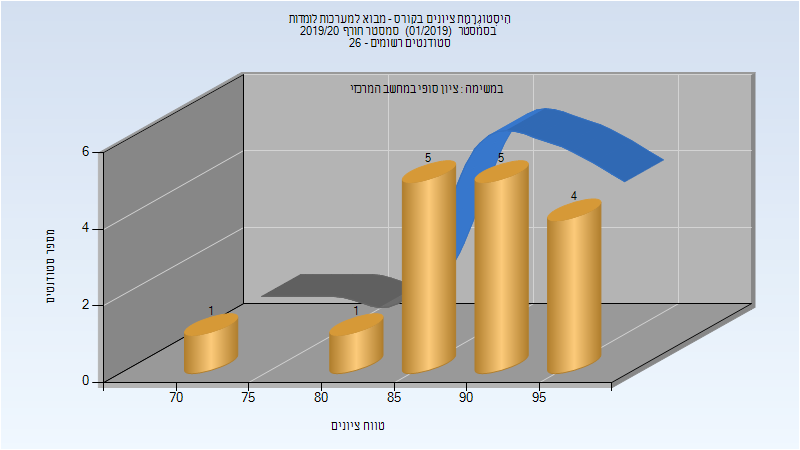 היסטוגרמת ציונים בקורס - מבוא למערכות לומדות
בסמסטר (01/2019) סמסטר חורף 2019/20
סטודנטים רשומים - 26
במשימה : ציון סופי במחשב המרכזי
מספר סטודנטים
6
4
2
0
1
1
5
5
4
70 75 80 85 90 95
טווח ציונים